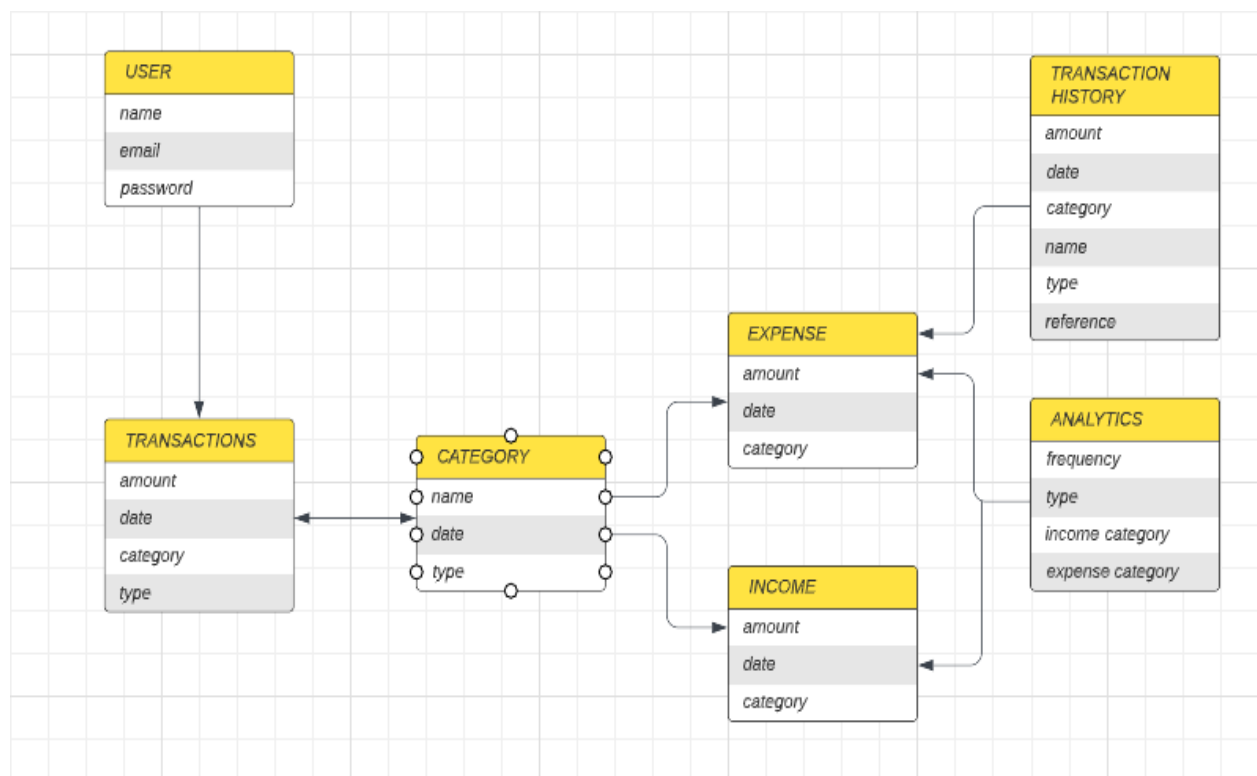 USER
name
email
password
TRANSACTIONS
amount
date
category
type
CATEGORY
name
date
type
EXPENSE
amount
date
category
INCOME
amount
date
category
TRANSACTION
HISTORY
amount
date
category
name
type
reference
ANALYTICS
frequency
type
income category
expense category